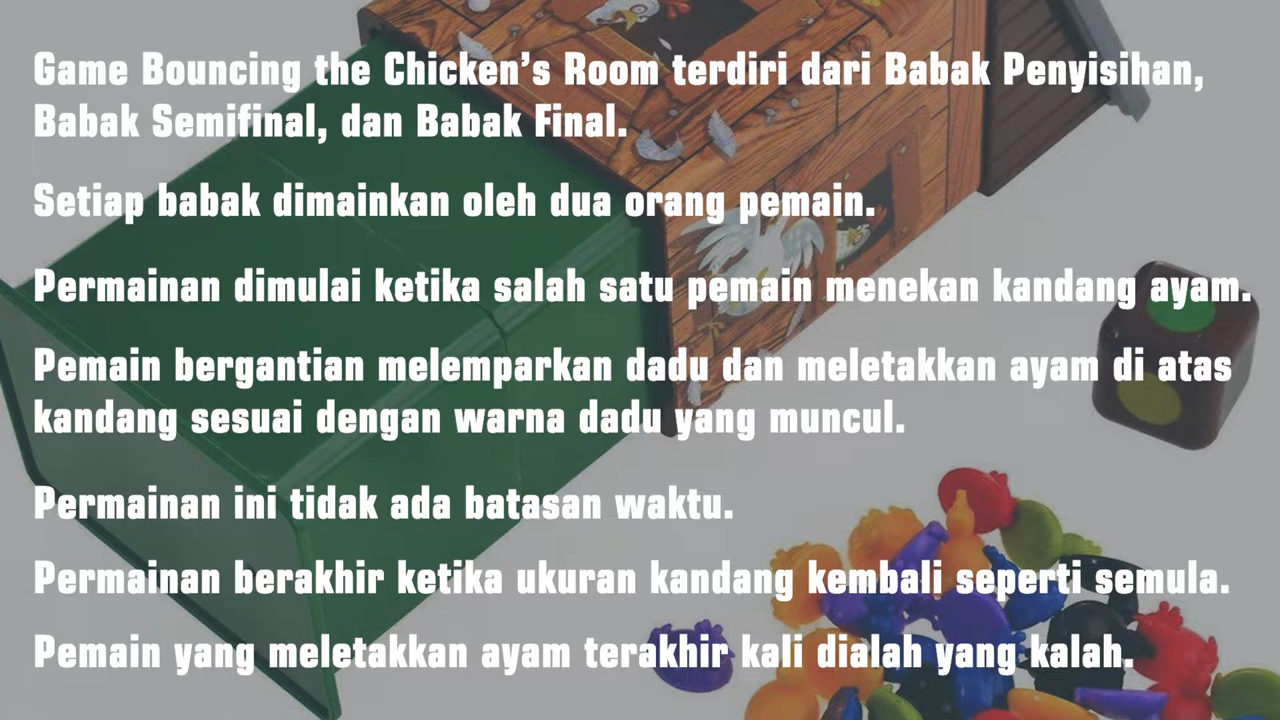 Game Bouncing the Chicken’s Room terdiri dari Babak Penyisihan,
Babak Semifinal, dan Babak Final.
Setiap babak dimainkan oleh dua orang pemain.
Permainan dimulai ketika salah satu pemain menekan kandang ayam.
Pemain bergantian melemparkan dadu dan meletakkan ayam di atas
kandang sesuai dengan warna dadu yang muncul.
Permainan ini tidak ada batasan waktu.
Permainan berakhir ketika ukuran kandang kembali seperti semula.
Pemain yang meletakkan ayam terakhir kali dialah yang kalah.